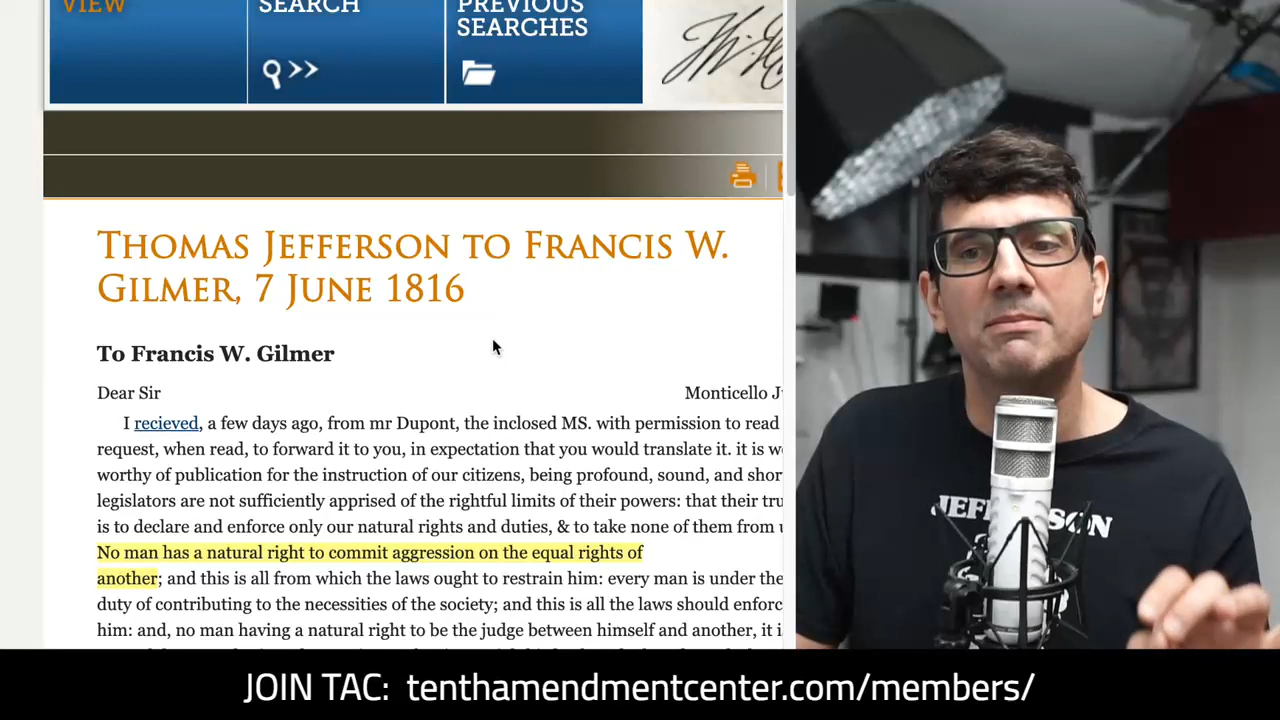 VIEW
SEARCH
PREVIOUS
SEARCHES
THOMAS JEFFERSON TO FRANCIS W.
GILMER, 7 JUNE 1816
To Francis W. Gilmer
Dear Sir
Monticello J
I recieved, a few days ago, from mr Dupont, the inclosed MS. with permission to read
request, when read, to forward it to you, in expectation that you would translate it. it is w
worthy of publication for the instruction of our citizens, being profound, sound, and shor
legislators are not sufficiently apprised of the rightful limits of their powers: that their tru
is to declare and enforce only our natural rights and duties, & to take none of them from
No man has a natural right to commit aggression on the equal rights of
another; and this is all from which the laws ought to restrain him: every man is under the
duty of contributing to the necessities of the society; and this is all the laws should enforc
him: and, no man having a natural right to be the judge between himself and another, it i
JOIN TAC: tenthamendmentcenter.com/members/